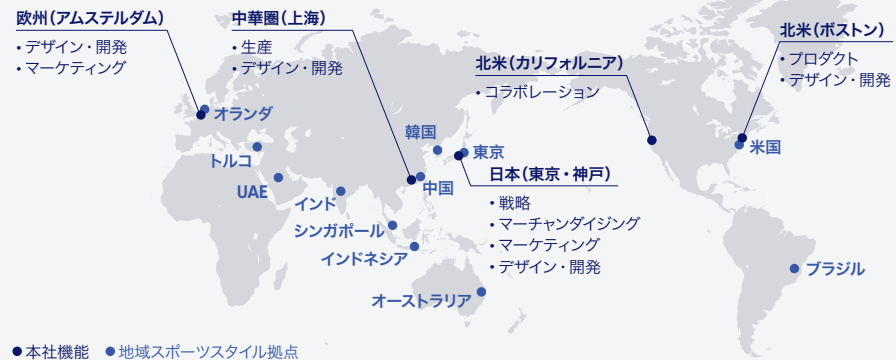 欧州（アムステルダム）
• デザイン・開発
• マーケティング
中華圏（上海）
• 生産
• デザイン・開発
北米（カリフォルニア）
• コラボレーション
北米（ボストン）
• プロダクト
• デザイン・開発
オランダ
トルコ
UAE
インド
シンガポール
インドネシア
オーストラリア
韓国
中国
東京
日本（東京・神戸）
• 戦略
• マーチャンダイジング
• マーケティング
• デザイン・開発
米国
ブラジル
● 本社機能 ● 地域スポーツスタイル拠点